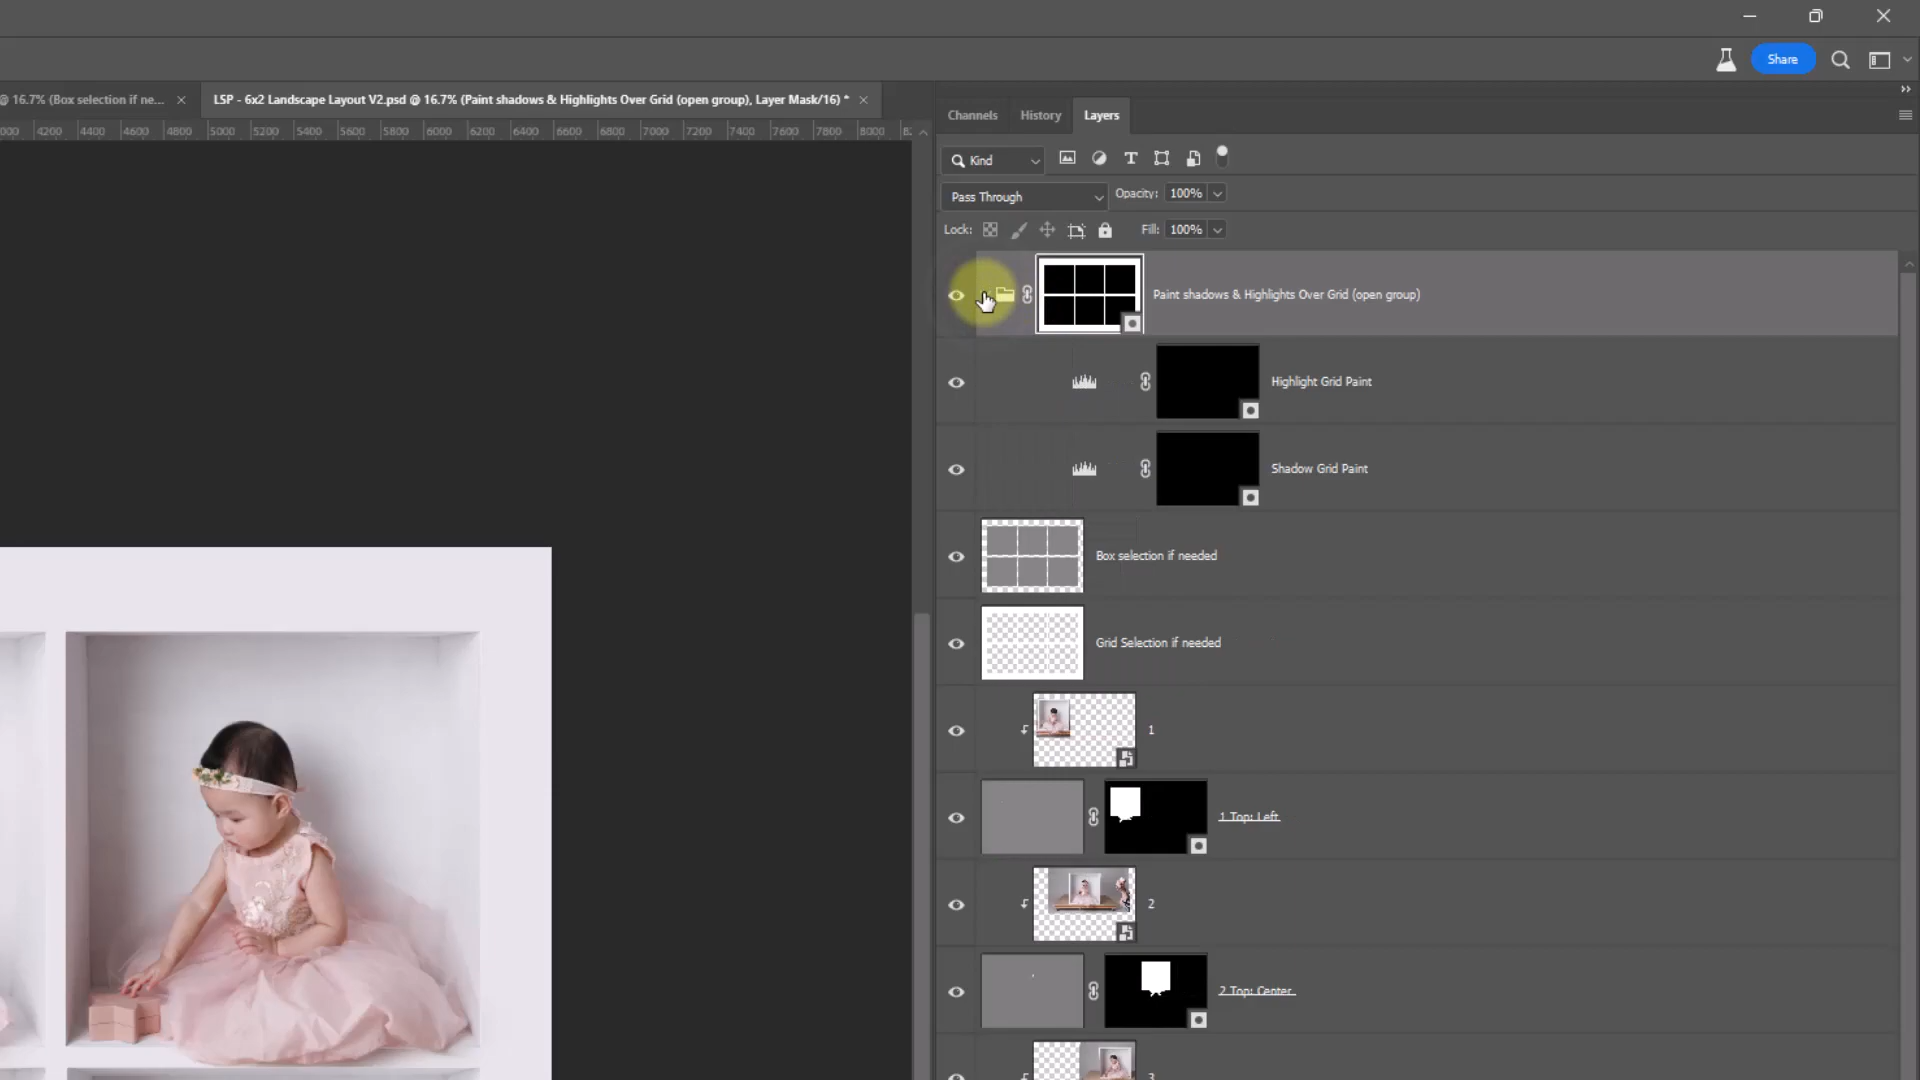 Share
@ 16.7% (Box selection if ne...
LSP - 6x2 Landscape Layout V2.psd @ 16.7% (Paint shadows & Highlights Over Grid (open group), Layer Mask/16) *
4200 4400 4600 4800 5000 5200 5400 5600 5800 6000 6200 6400 6600 6800 7000 7200 7400 7600 7800 8000
Channels History Layers
Kind
Pass Through Opacity: 100%
Lock: Fill: 100%
Paint shadows & Highlights Over Grid (open group)
Highlight Grid Paint
Shadow Grid Paint
Box selection if needed
Grid Selection if needed
1
1 Top: Left
2
2 Top: Center
3